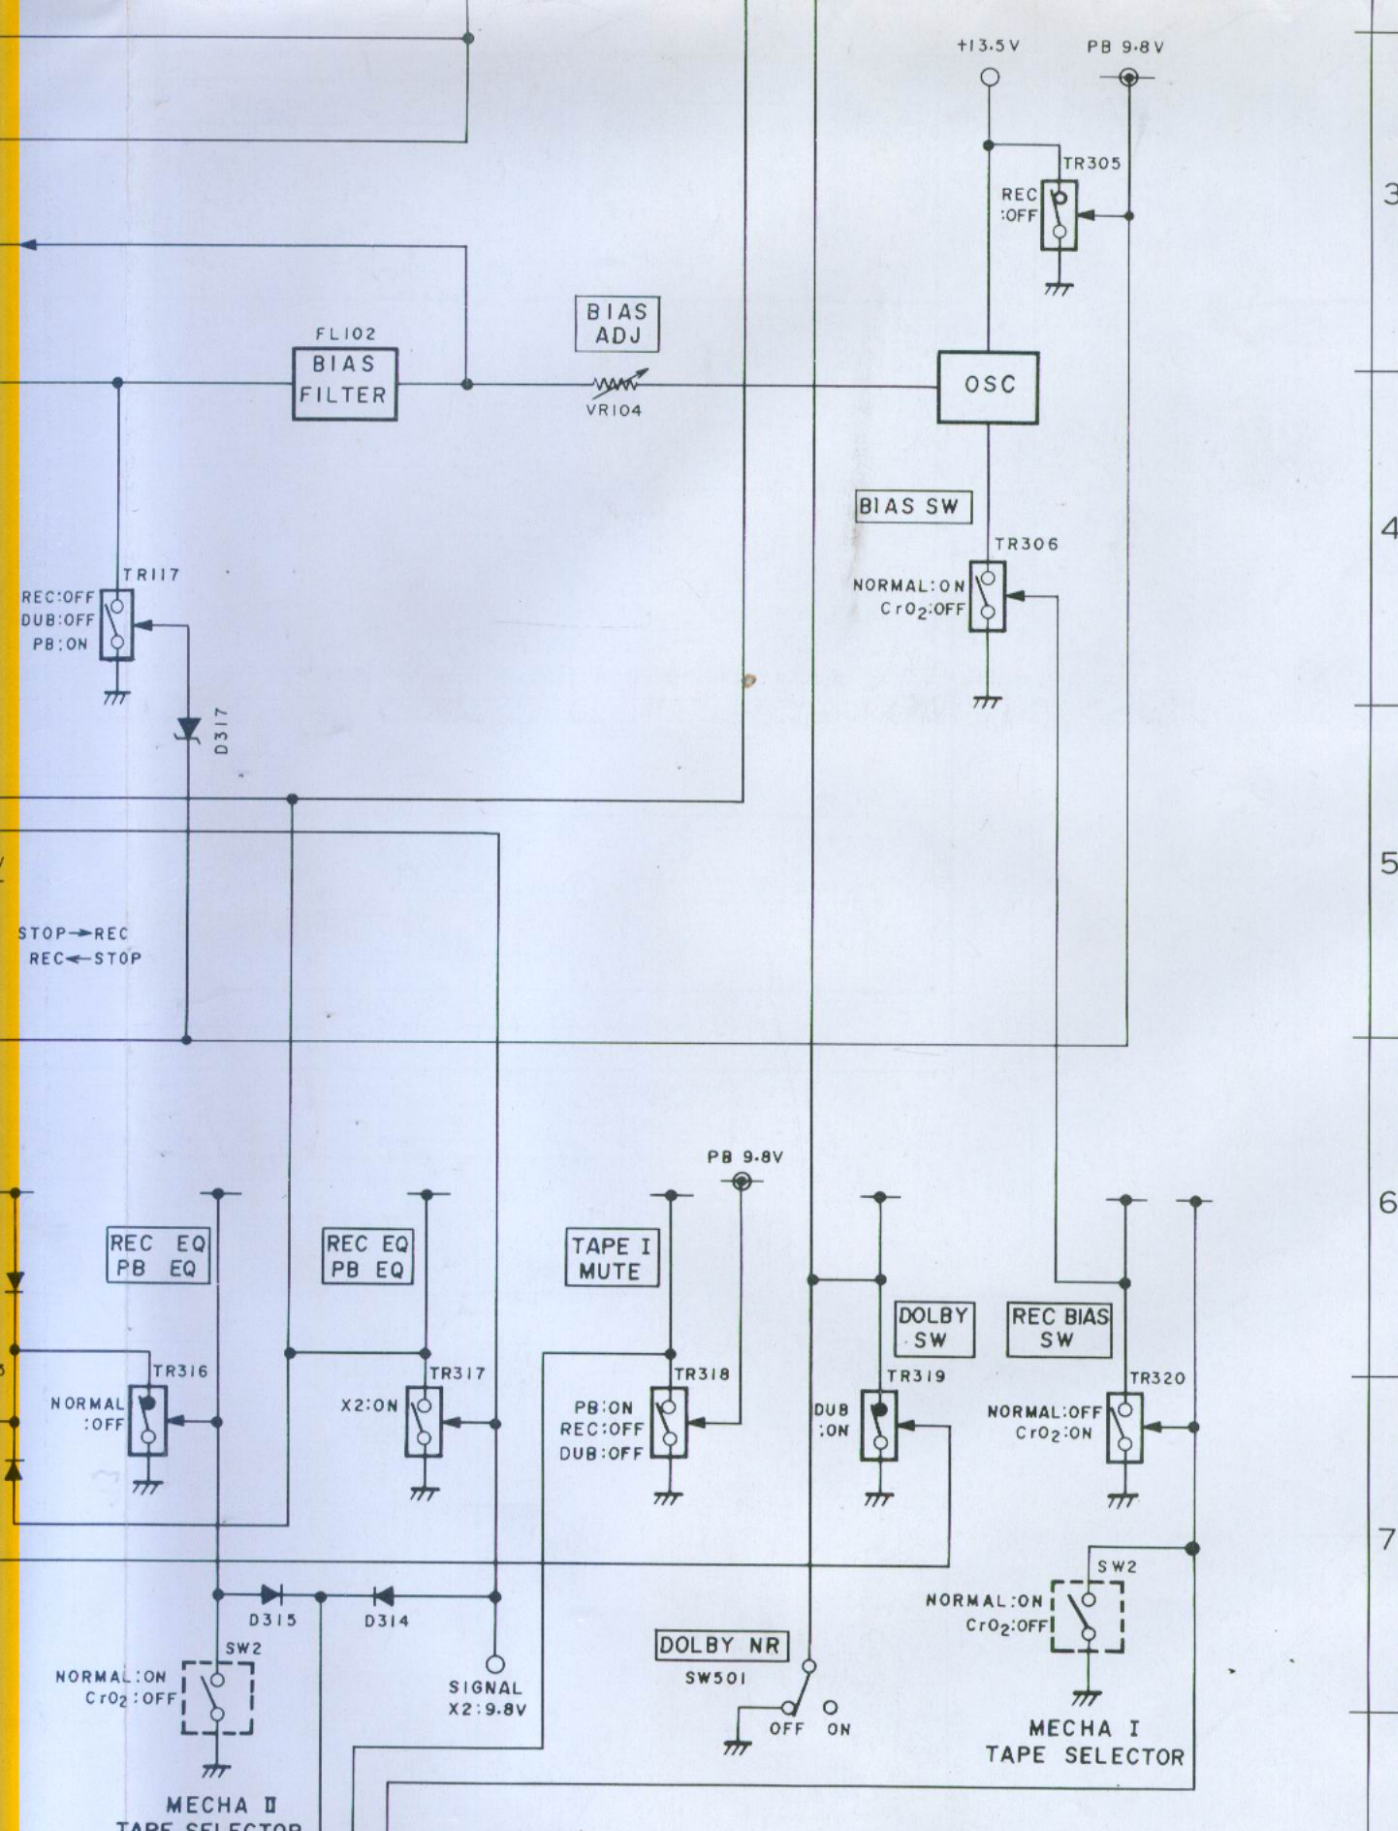 +13.5V
PB 9.8V
TR305
REC
:OFF
3
BIAS
ADJ
FL102
BIAS
FILTER
VR104
OSC
BIAS SW
4
TR306
NORMAL:ON
CrO2:OFF
TR117
REC:OFF
DUB:OFF
PB:ON
D317
5
STOP→REC
REC←STOP
PB 9.8V
6
REC EQ
PB EQ
REC EQ
PB EQ
TAPE I
MUTE
DOLBY
SW
REC BIAS
SW
TR316
NORMAL
:OFF
TR317
X2:ON
TR318
PB:ON
REC:OFF
DUB:OFF
TR319
DUB
:ON
TR320
NORMAL:OFF
CrO2:ON
7
SW2
NORMAL:ON
CrO2:OFF
D315
D314
SW2
NORMAL:ON
CrO2:OFF
SIGNAL
X2:9.8V
DOLBY NR
SW501
OFF ON
MECHA I
TAPE SELECTOR
MECHA II
TAPE SELECTOR